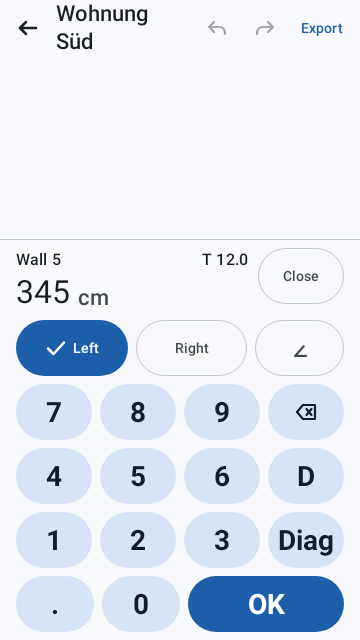 Wohnung
Süd
Export
Wall 5
T 12.0
345 cm
Close
Left
Right
7
8
9
4
5
6
D
1
2
3
Diag
.
0
OK